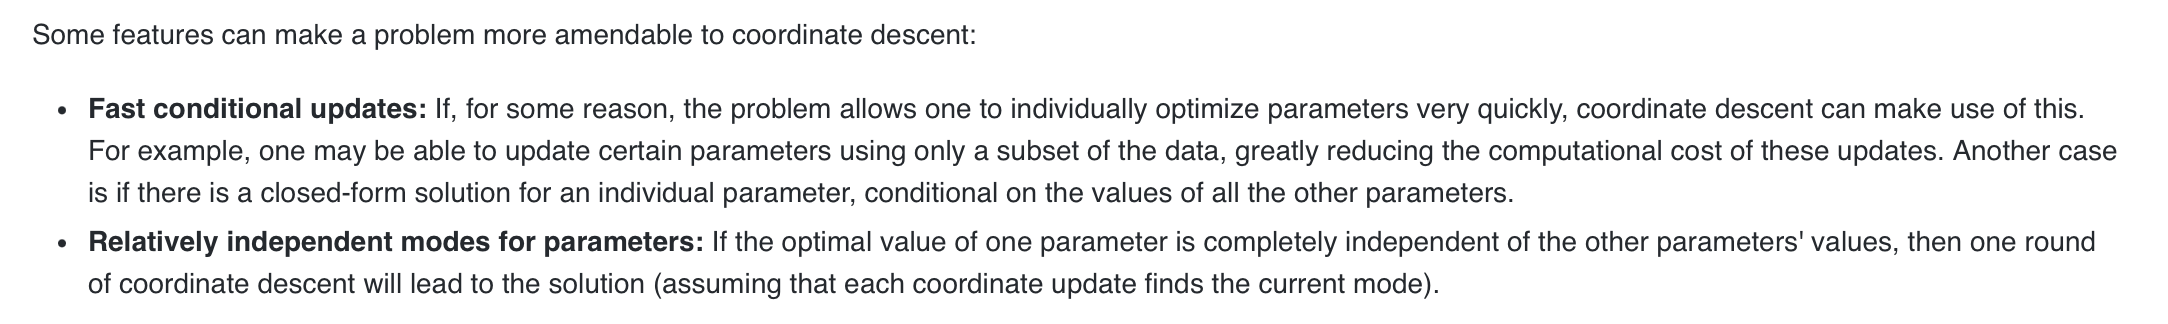 Some features can make a problem more amendable to coordinate descent:
• Fast conditional updates: If, for some reason, the problem allows one to individually optimize parameters very quickly, coordinate descent can make use of this.
For example, one may be able to update certain parameters using only a subset of the data, greatly reducing the computational cost of these updates. Another case
is if there is a closed-form solution for an individual parameter, conditional on the values of all the other parameters.
• Relatively independent modes for parameters: If the optimal value of one parameter is completely independent of the other parameters' values, then one round
of coordinate descent will lead to the solution (assuming that each coordinate update finds the current mode).